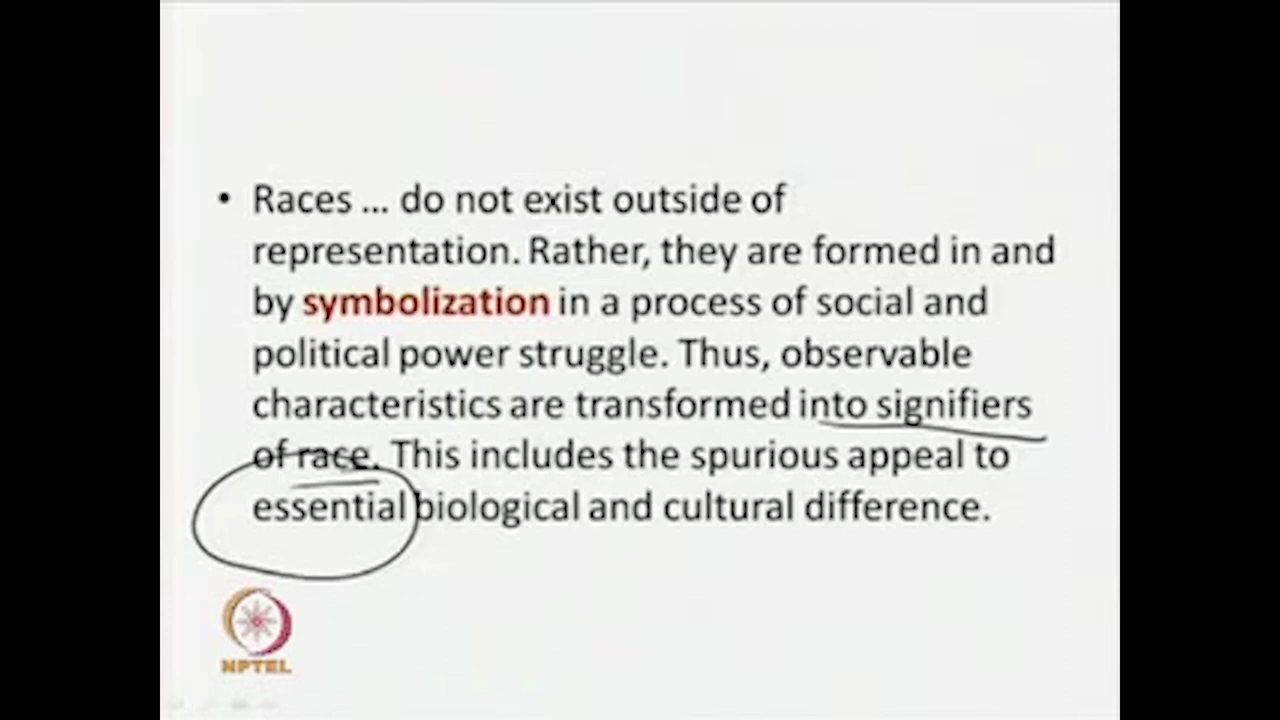 • Races ... do not exist outside of
representation. Rather, they are formed in and
by symbolization in a process of social and
political power struggle. Thus, observable
characteristics are transformed into signifiers
of race. This includes the spurious appeal to
essential biological and cultural difference.
NPTEL